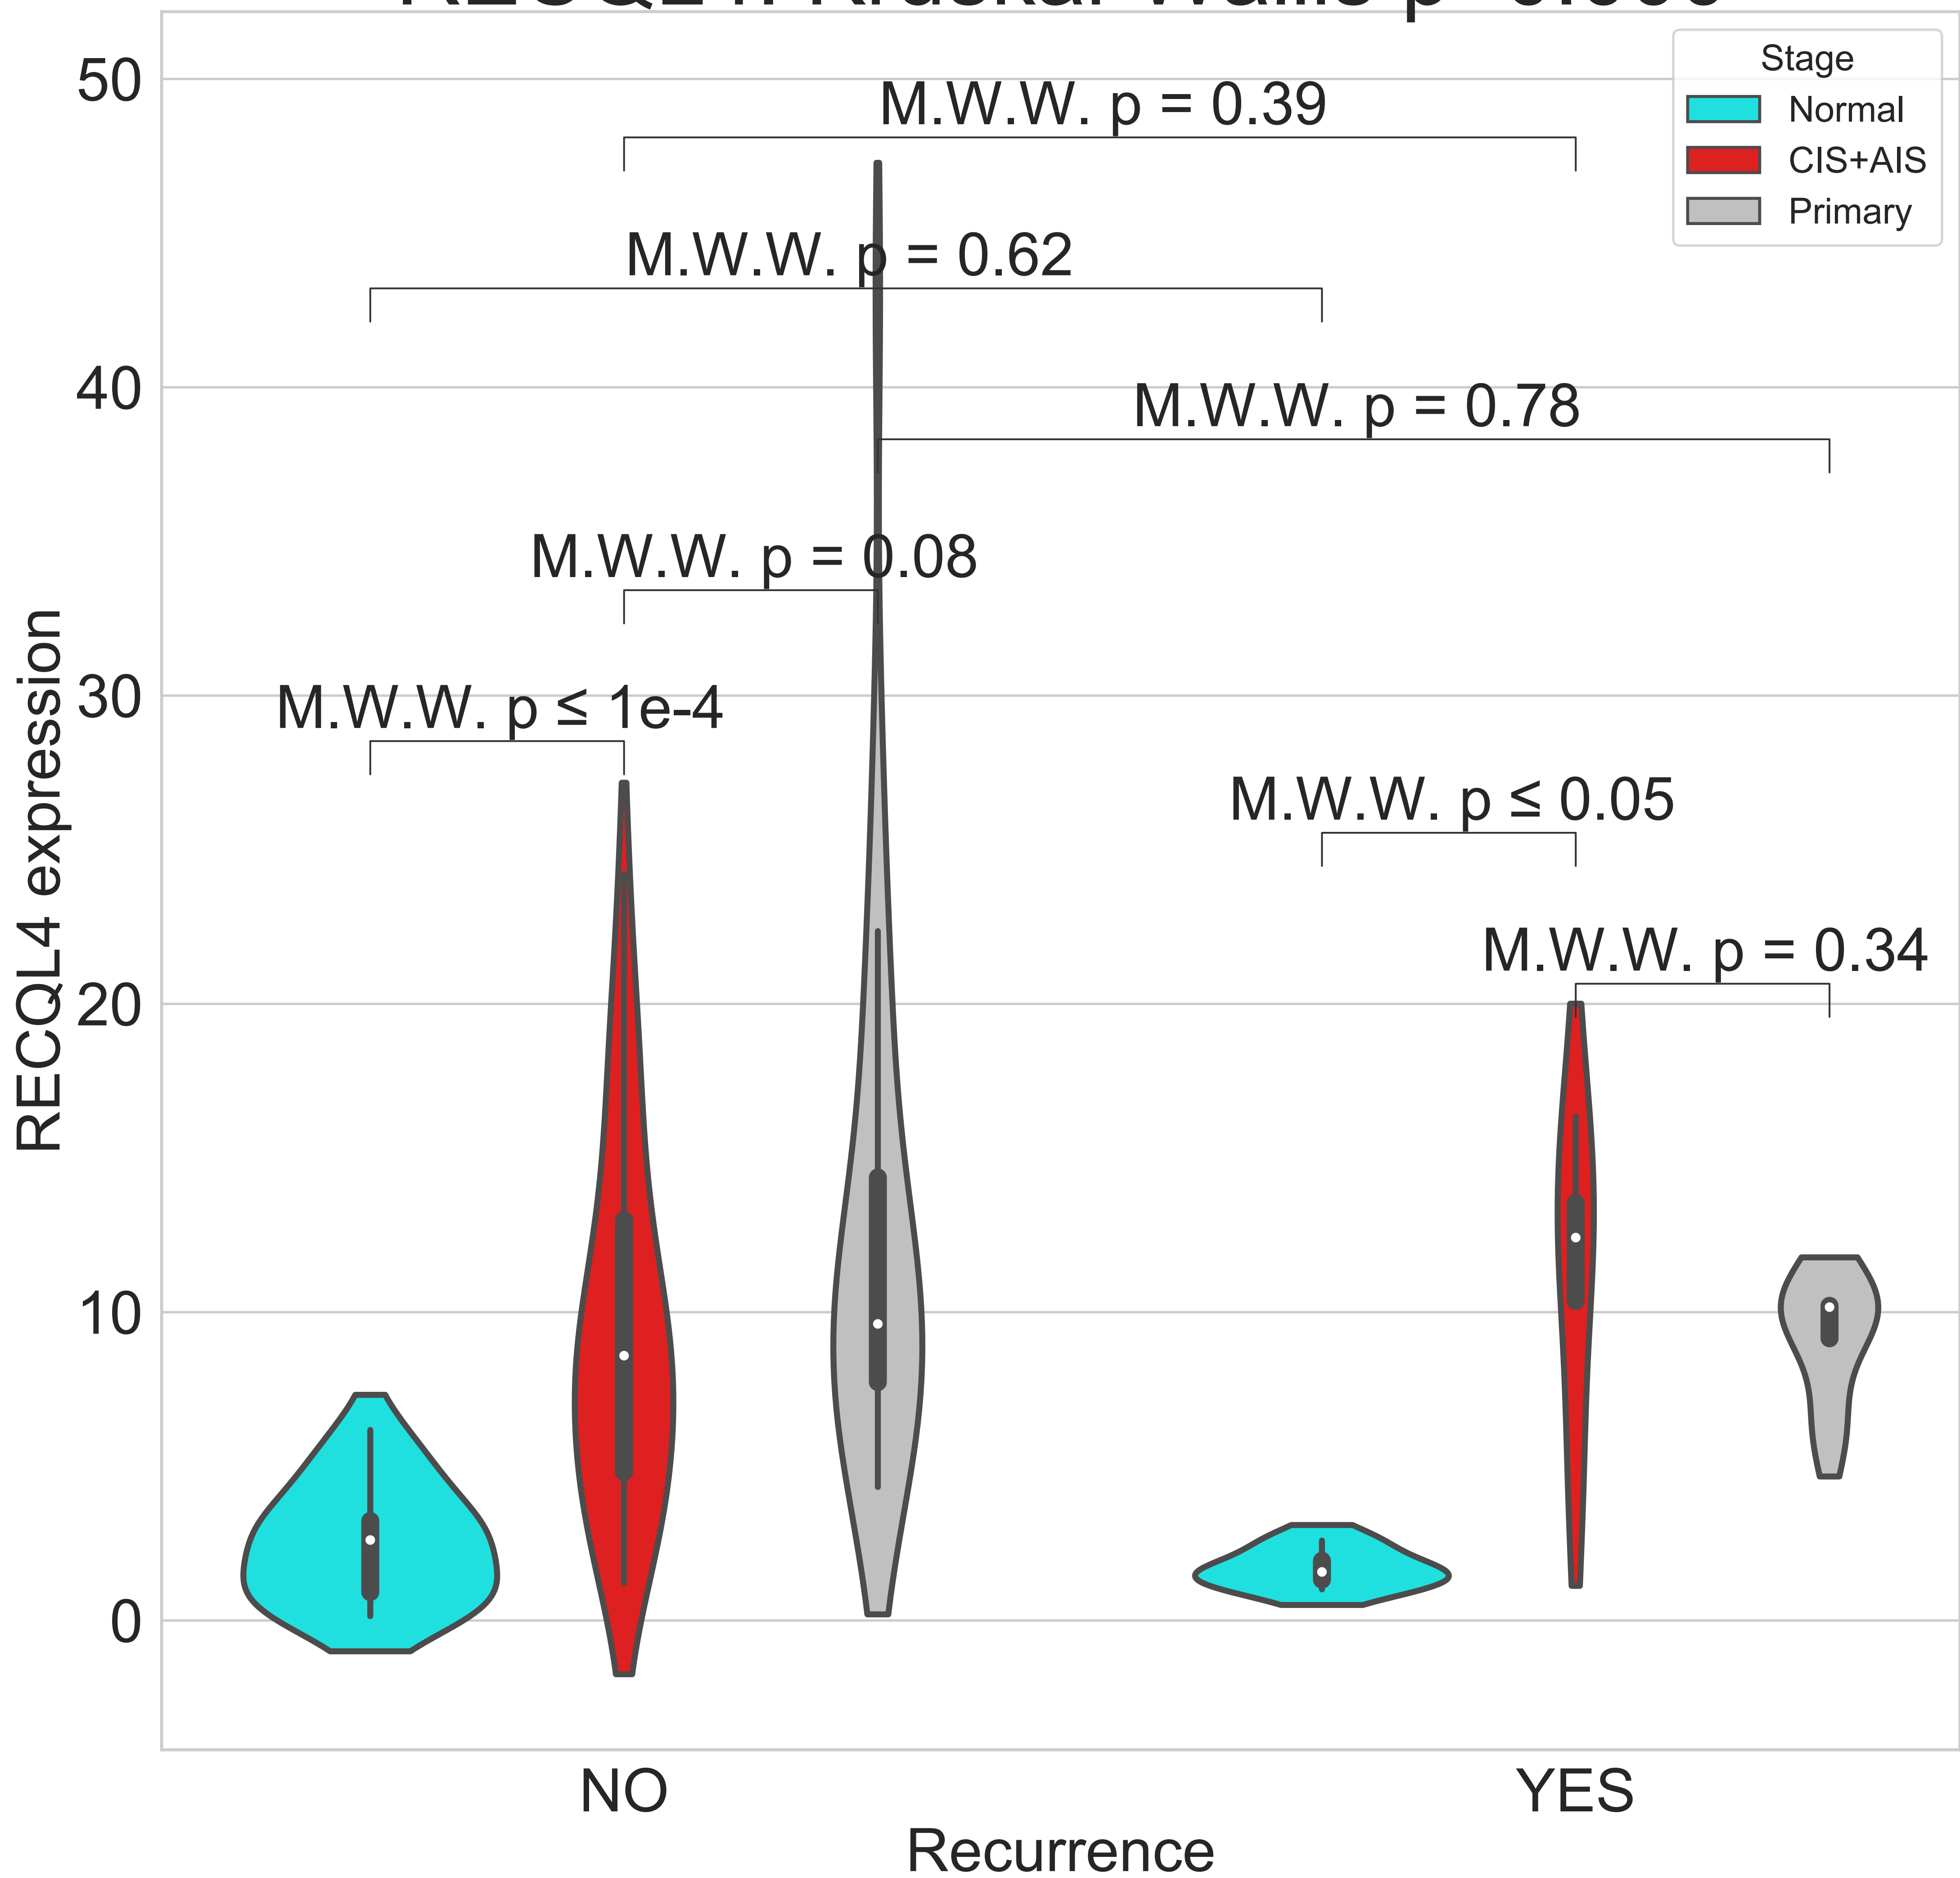 50
40
30
20
10
0
RECQL4 expression
Stage
Normal
CIS+AIS
Primary
M.W.W. p = 0.39
M.W.W. p = 0.62
M.W.W. p = 0.78
M.W.W. p = 0.08
M.W.W. p ≤ 1e-4
M.W.W. p ≤ 0.05
M.W.W. p = 0.34
NO
YES
Recurrence